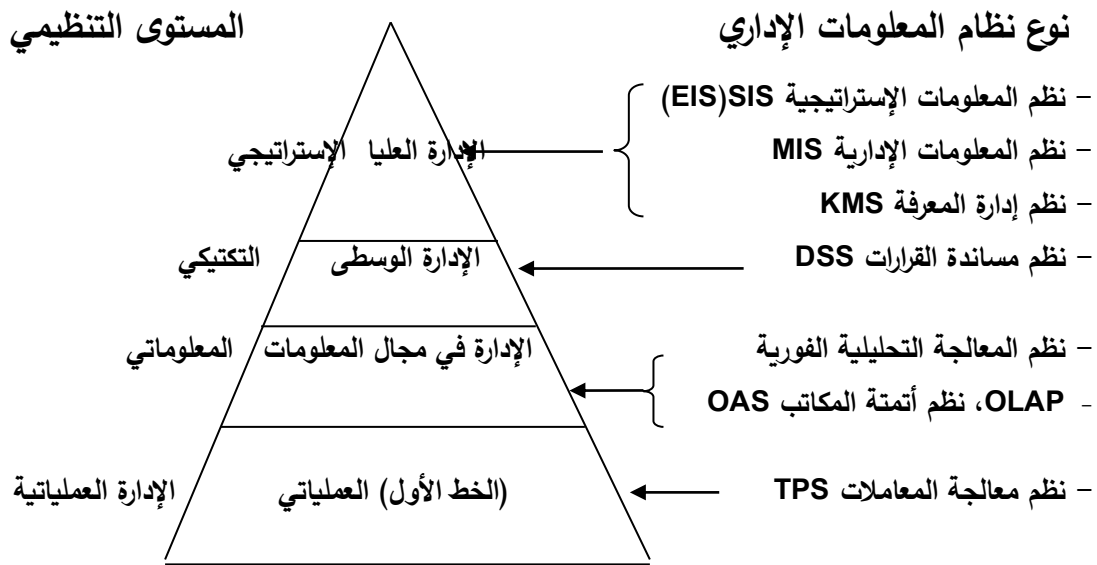 نوع نظام المعلومات الإداري المستوى التنظيمي
– نظم المعلومات الإستراتيجية SIS(EIS)
الإدارة العليا الإستراتيجي
– نظم المعلومات الإدارية MIS
– نظم إدارة المعرفة KMS
– نظم مساندة القرارات DSS
الإدارة الوسطى التكتيكي
– نظم المعالجة التحليلية الفورية
الإدارة في مجال المعلومات المعلوماتي
- OLAP، نظم أتمتة المكاتب OAS
– نظم معالجة المعاملات TPS
(الخط الأول) العملياتي الإدارة العملياتية